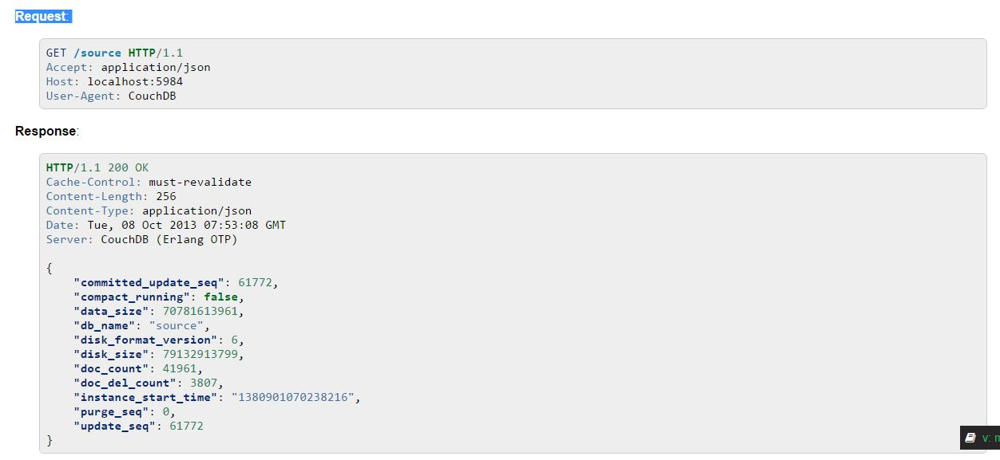 Request:
GET /source HTTP/1.1
Accept: application/json
Host: localhost:5984
User-Agent: CouchDB
Response:
HTTP/1.1 200 OK
Cache-Control: must-revalidate
Content-Length: 256
Content-Type: application/json
Date: Tue, 08 Oct 2013 07:53:08 GMT
Server: CouchDB (Erlang OTP)
{
    "committed_update_seq": 61772,
    "compact_running": false,
    "data_size": 70781613961,
    "db_name": "source",
    "disk_format_version": 6,
    "disk_size": 79132913799,
    "doc_count": 41961,
    "doc_del_count": 3807,
    "instance_start_time": "1380901070238216",
    "purge_seq": 0,
    "update_seq": 61772
}
v: